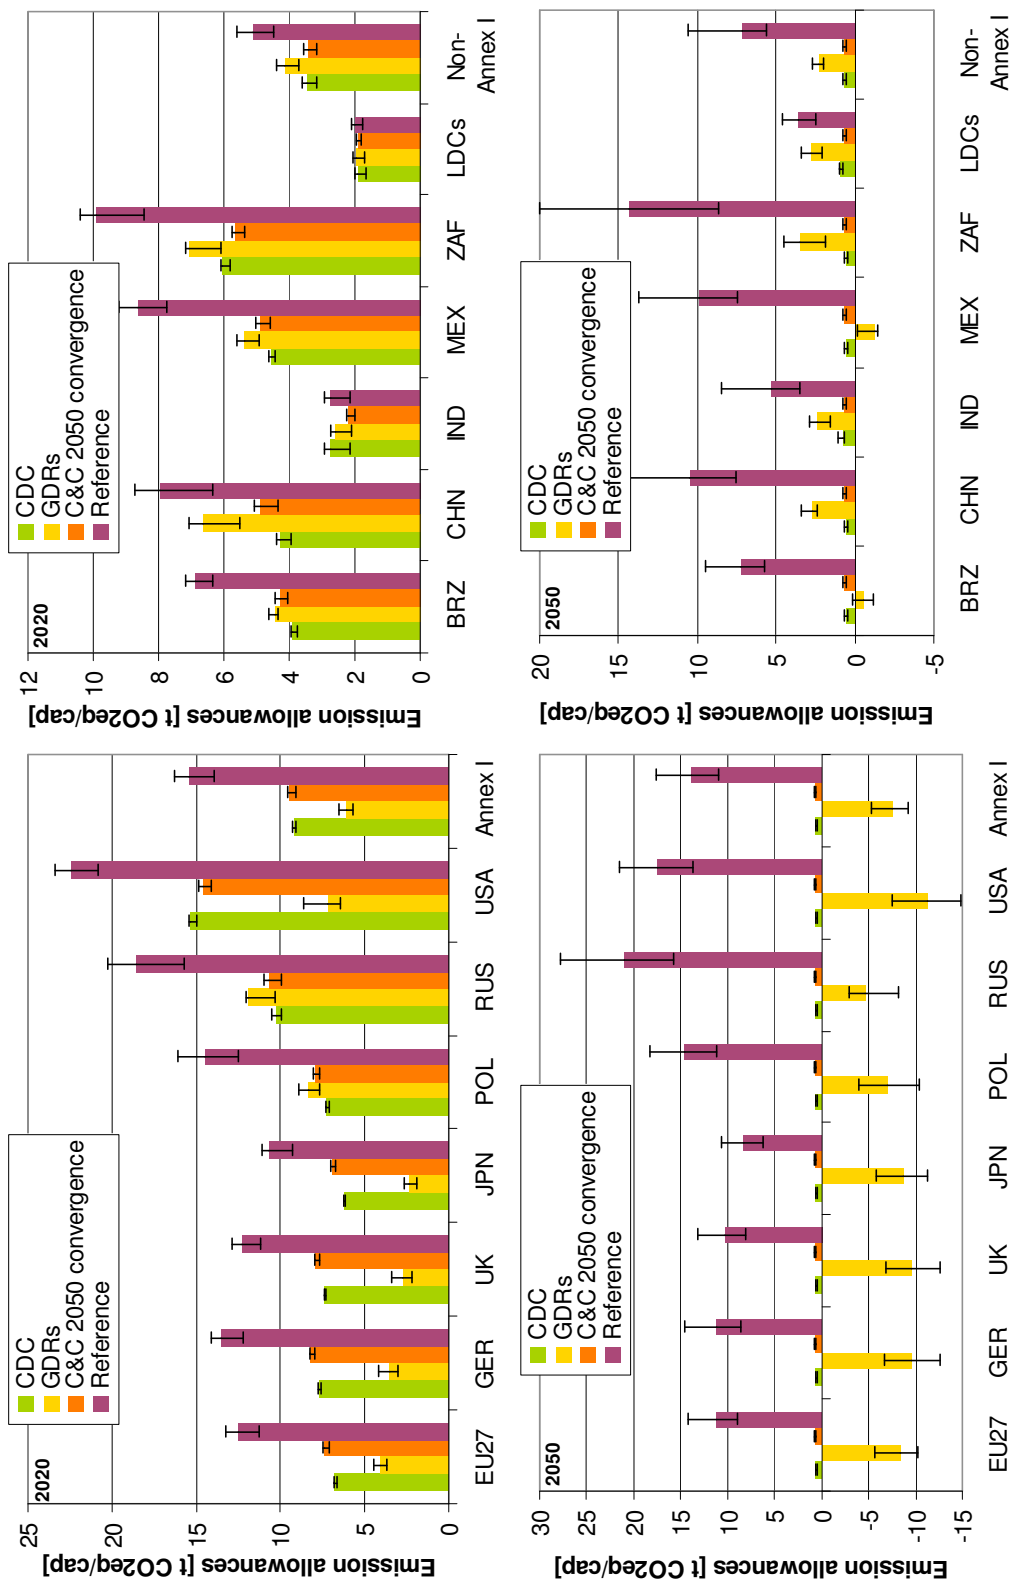 Emission allowances [t CO2eq/cap]
25
20
15
10
5
0
2020
CDC
GDRs
C&C 2050 convergence
Reference
EU27
GER
UK
JPN
POL
RUS
USA
Annex I
Emission allowances [t CO2eq/cap]
12
10
8
6
4
2
0
2020
CDC
GDRs
C&C 2050 convergence
Reference
BRZ
CHN
IND
MEX
ZAF
LDCs
Non-
Annex I
Emission allowances [t CO2eq/cap]
30
25
20
15
10
5
0
-5
-10
-15
2050
CDC
GDRs
C&C 2050 convergence
Reference
EU27
GER
UK
JPN
POL
RUS
USA
Annex I
Emission allowances [t CO2eq/cap]
20
15
10
5
0
-5
2050
CDC
GDRs
C&C 2050 convergence
Reference
BRZ
CHN
IND
MEX
ZAF
LDCs
Non-
Annex I